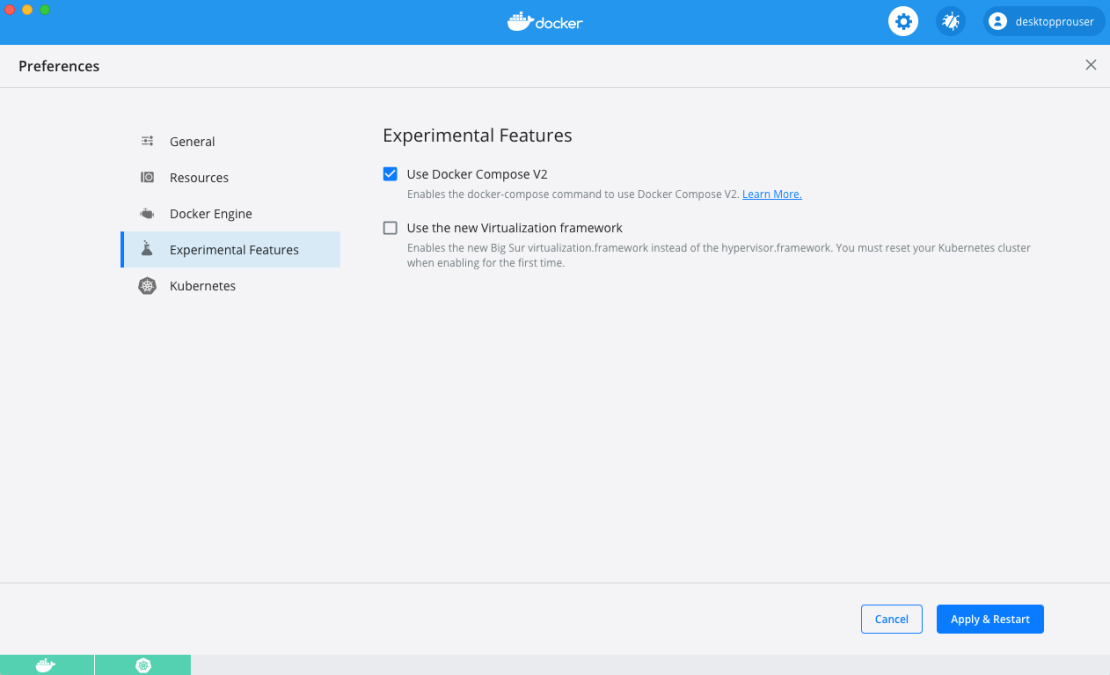 docker
desktopprouser
Preferences
General
Resources
Docker Engine
Experimental Features
Kubernetes
Experimental Features
Use Docker Compose V2
Enables the docker-compose command to use Docker Compose V2. Learn More.
Use the new Virtualization framework
Enables the new Big Sur virtualization.framework instead of the hypervisor.framework. You must reset your Kubernetes cluster
when enabling for the first time.
Cancel
Apply & Restart